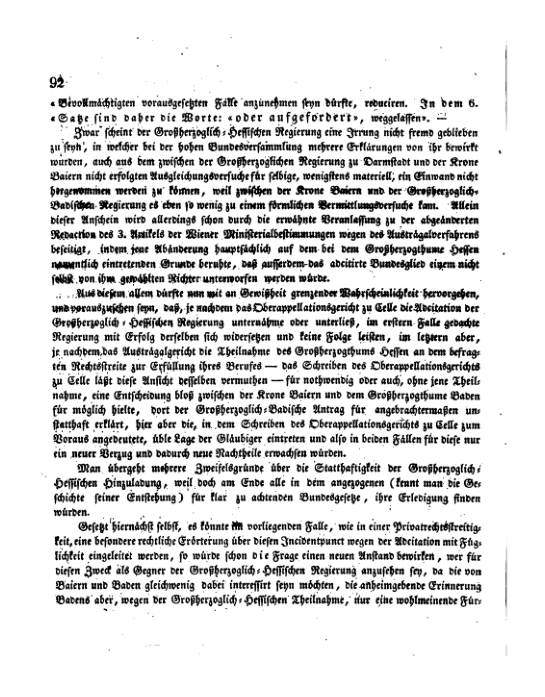 92
«Bevollmächtigten vorausgesetzten Fälle anzunehmen seyn dürfte, reduciren. In dem 6.
«Satze sind daher die Worte: «oder aufgefordert», weggelassen». —
Zwar scheint der Großherzoglich-Hessischen Regierung eine Irrung nicht fremd geblieben
zu seyn, in welcher bei der hohen Bundesversammlung mehrere Erklärungen von ihr bewirkt
wurden, auch aus dem zwischen der Großherzoglichen Regierung zu Darmstadt und der Krone
Baiern nicht erfolgten Ausgleichungsversuche für selbige, wenigstens materiell, ein Einwand nicht
hergenommen werden zu können, weil zwischen der Krone Baiern und der Großherzoglich-
Badischen Regierung es eben so wenig zu einem förmlichen Vermittlungsversuche kam. Allein
dieser Anschein wird allerdings schon durch die erwähnte Veranlassung zu der abgeänderten
Redaction des 3. Artikels der Wiener Ministerialbestimmungen wegen des Austrägalverfahrens
beseitigt, indem jene Abänderung hauptsächlich auf dem bei dem Großherzogthume Hessen
namentlich eintretenden Grunde beruhte, daß ausserdem das adcitirte Bundesglied einem nicht
selbst von ihm gewählten Richter unterworfen werden würde.
Aus diesem allem dürfte nun mit an Gewißheit grenzender Wahrscheinlichkeit hervorgehen,
und vorauszusehen seyn, daß, je nachdem das Oberappellationsgericht zu Celle die Adcitation der
Großherzoglich-Hessischen Regierung unternähme oder unterließ, im erstern Falle gedachte
Regierung mit Erfolg derselben sich widersetzen und keine Folge leisten, im letztern aber,
je nachdem das Austrägalgericht die Theilnahme des Großherzogthums Hessen an dem befrag-
ten Rechtsstreite zur Erfüllung ihres Berufes — das Schreiben des Oberappellationsgerichts
zu Celle läßt diese Ansicht desselben vermuthen — für nothwendig oder auch, ohne jene Theil-
nahme, eine Entscheidung bloß zwischen der Krone Baiern und dem Großherzogthume Baden
für möglich hielte, dort der Großherzoglich-Badische Antrag für angebrachtermaßen un-
statthaft erklärt, hier aber die, in dem Schreiben des Oberappellationsgerichts zu Celle zum
Voraus angedeutete, üble Lage der Gläubiger eintreten und also in beiden Fällen für diese nur
ein neuer Verzug und dadurch neue Nachtheile erwachsen würden.
Man übergeht mehrere Zweifelsgründe über die Statthaftigkeit der Großherzoglich-
Hessischen Hinzuladung, weil doch am Ende alle in dem angezogenen (kennt man die Ge-
schichte seiner Entstehung) für klar zu achtenden Bundesgesetze, ihre Erledigung finden
würden.
Gesetzt hiernächst selbst, es könnte im vorliegenden Falle, wie in einer Privatrechtsstreitig-
keit, eine besondere rechtliche Erörterung über diesen Incidentpunct wegen der Adcitation mit Füg-
lichkeit eingeleitet werden, so würde schon die Frage einen neuen Anstand bewirken, wer für
diesen Zweck als Gegner der Großherzoglich-Hessischen Regierung anzusehen sey, da die von
Baiern und Baden gleichwenig dabei interessirt seyn möchten, die anheimgebende Erinnerung
Badens aber, wegen der Großherzoglich-Hessischen Theilnahme, nur eine wohlmeinende Für-